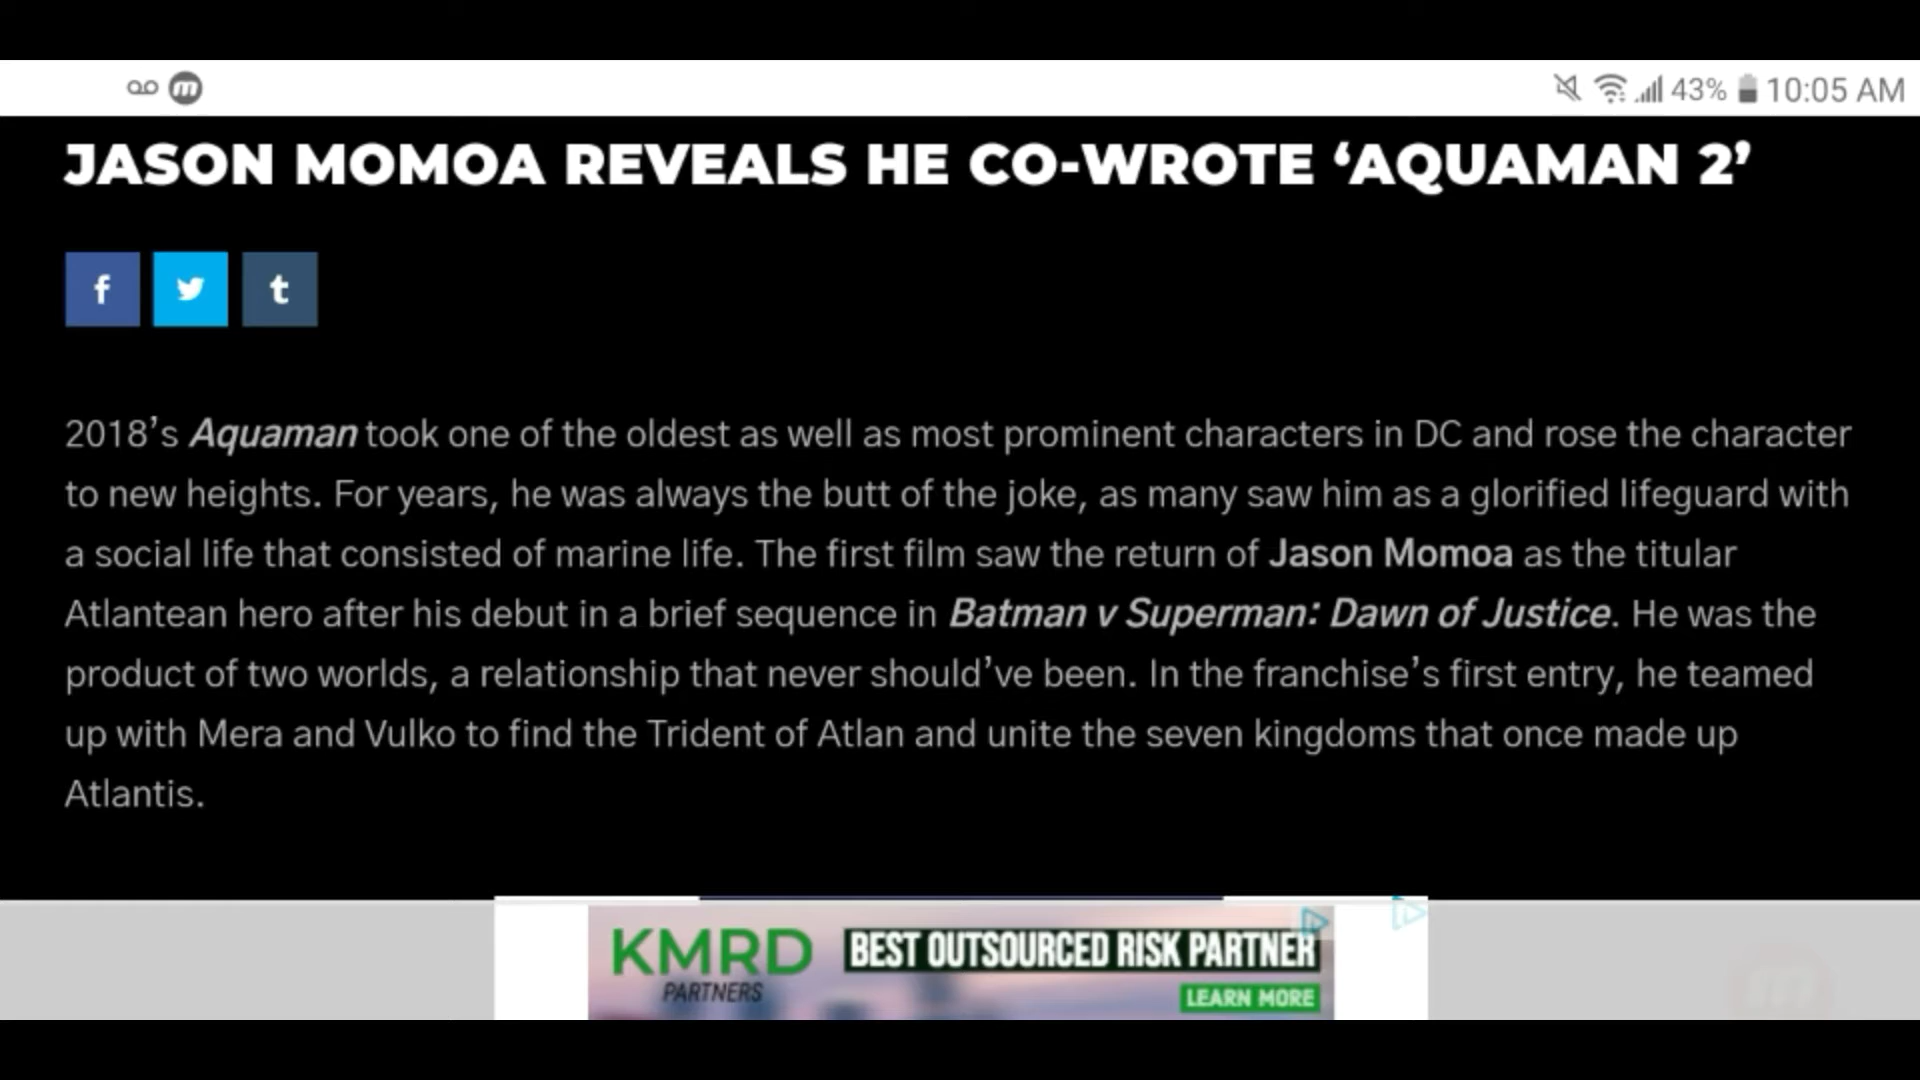 43% 10:05 AM
JASON MOMOA REVEALS HE CO-WROTE ‘AQUAMAN 2’
f t
2018’s Aquaman took one of the oldest as well as most prominent characters in DC and rose the character
to new heights. For years, he was always the butt of the joke, as many saw him as a glorified lifeguard with
a social life that consisted of marine life. The first film saw the return of Jason Momoa as the titular
Atlantean hero after his debut in a brief sequence in Batman v Superman: Dawn of Justice. He was the
product of two worlds, a relationship that never should’ve been. In the franchise’s first entry, he teamed
up with Mera and Vulko to find the Trident of Atlan and unite the seven kingdoms that once made up
Atlantis.
KMRD
PARTNERS
BEST OUTSOURCED RISK PARTNER
LEARN MORE